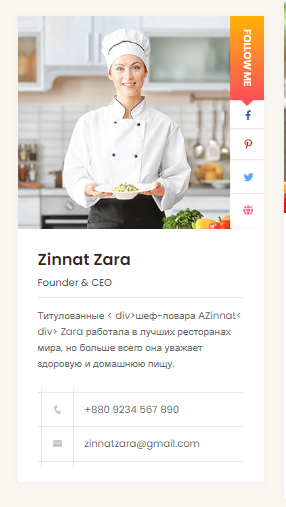 FOLLOW ME
Zinnat Zara
Founder & CEO
Титулованные < div>шеф-повара AZinnat<
div> Zara работала в лучших ресторанах
мира, но больше всего она уважает
здоровую и домашнюю пищу.
+880 9234 567 890
zinnatzara@gmail.com